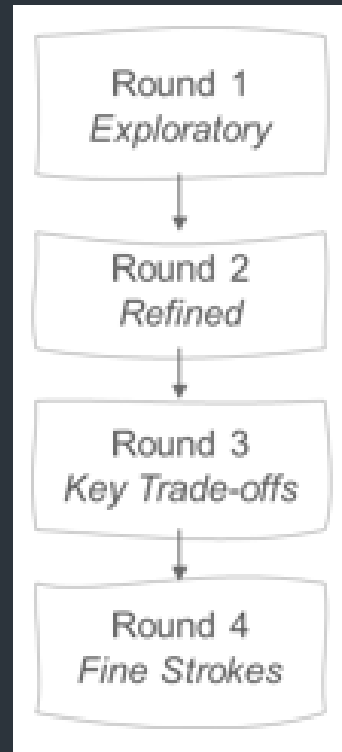 Round 1
Exploratory
Round 2
Refined
Round 3
Key Trade-offs
Round 4
Fine Strokes